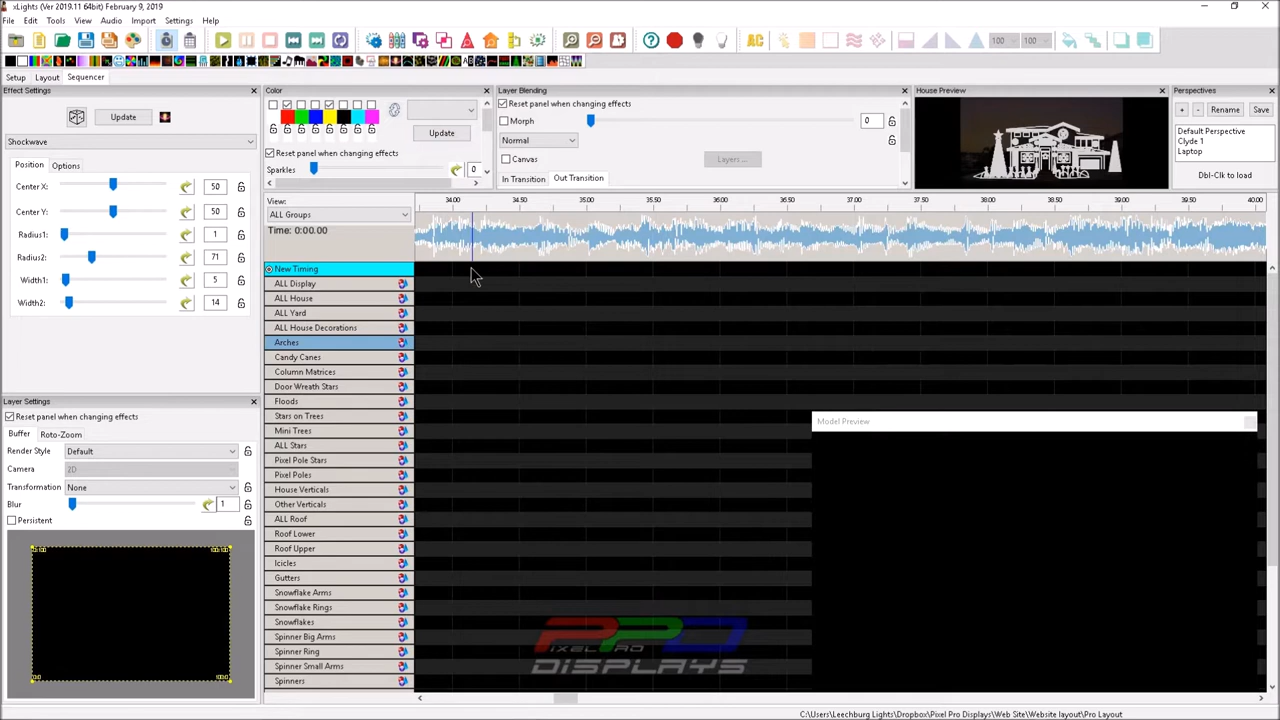 xLights (Ver 2019.11 64bit) February 9, 2019
File Edit Tools View Audio Import Settings Help
100 100
Setup Layout Sequencer
Effect Settings
Update
Shockwave
Position Options
Center X: 50
Center Y: 50
Radius1: 1
Radius2: 71
Width1: 5
Width2: 14
Layer Settings
Reset panel when changing effects
Buffer Roto-Zoom
Render Style Default
Camera 2D
Transformation None
Blur 1
Persistent
Color
Update
Reset panel when changing effects
Sparkles 0
Layer Blending
Reset panel when changing effects
Morph 0
Normal
Canvas Layers ...
In Transition Out Transition
House Preview
Perspectives
+ - Rename Save
Default Perspective
Clyde 1
Laptop
Dbl-Clk to load
View:
ALL Groups
Time: 0:00.00
34:00 34:50 35:00 35:50 36:00 36:50 37:00 37:50 38:00 38:50 39:00 39:50 40:00
New Timing
ALL Display
ALL House
ALL Yard
ALL House Decorations
Arches
Candy Canes
Column Matrices
Door Wreath Stars
Floods
Stars on Trees
Mini Trees
ALL Stars
Pixel Pole Stars
Pixel Poles
House Verticals
Other Verticals
ALL Roof
Roof Lower
Roof Upper
Icicles
Gutters
Snowflake Arms
Snowflake Rings
Snowflakes
Spinner Big Arms
Spinner Ring
Spinner Small Arms
Spinners
Model Preview
PPD
PIXEL PRO
DISPLAYS
C:\Users\Leechburg Lights\Dropbox\Pixel Pro Displays\Web Site\Website layout\Pro Layout